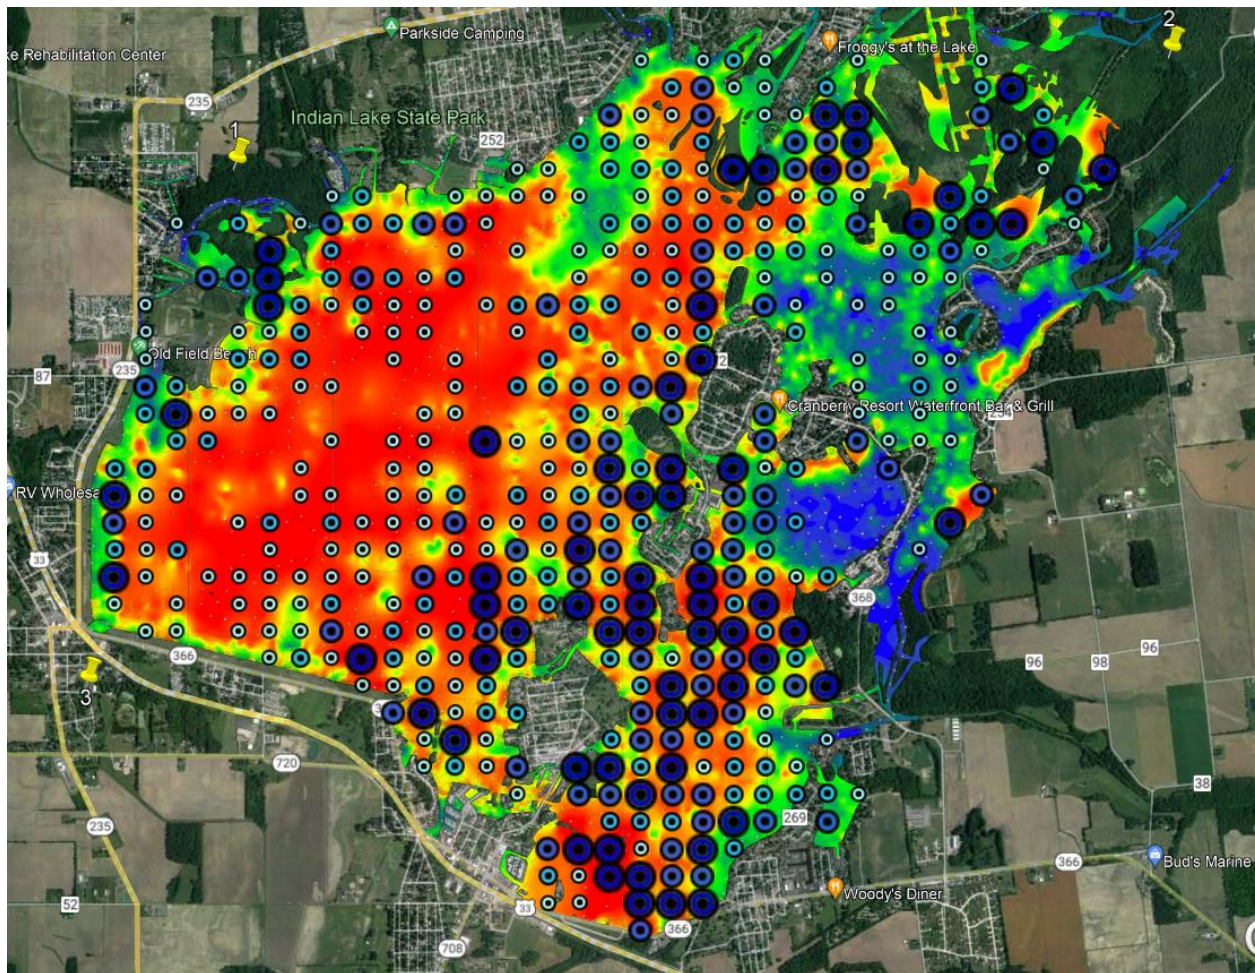 2
Parkside Camping
Froggy's at the Lake
ke Rehabilitation Center
235
Indian Lake State Park
1
252
Old Field Beach
235
87
Cranberry Resort Waterfront Bar & Grill
RV Wholesa
33
368
366
96
98
96
3
720
38
235
269
366
Bud's Marine
Woody's Diner
52
33
366
708